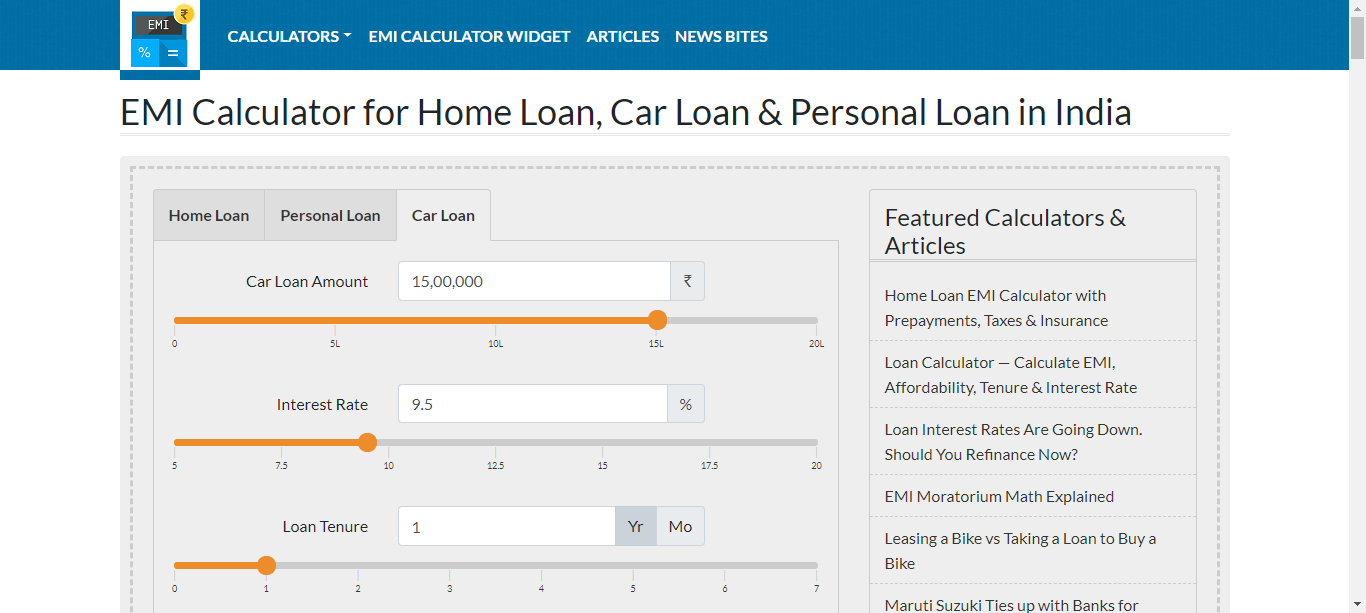 EMI
₹
%
=
CALCULATORS
EMI CALCULATOR WIDGET
ARTICLES
NEWS BITES
EMI Calculator for Home Loan, Car Loan & Personal Loan in India
Home Loan
Personal Loan
Car Loan
Car Loan Amount
15,00,000
₹
0
5L
10L
15L
20L
Interest Rate
9.5
%
5
7.5
10
12.5
15
17.5
20
Loan Tenure
1
Yr
Mo
0
1
2
3
4
5
6
7
Featured Calculators &
Articles
Home Loan EMI Calculator with
Prepayments, Taxes & Insurance
Loan Calculator — Calculate EMI,
Affordability, Tenure & Interest Rate
Loan Interest Rates Are Going Down.
Should You Refinance Now?
EMI Moratorium Math Explained
Leasing a Bike vs Taking a Loan to Buy a
Bike
Maruti Suzuki Ties up with Banks for